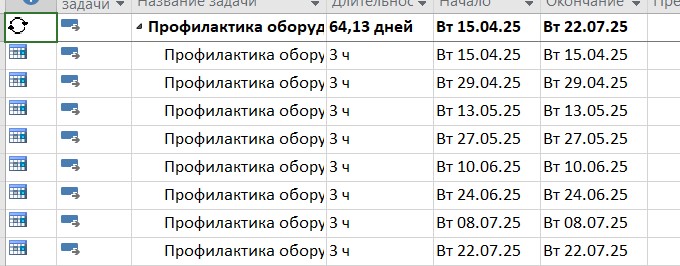 задачи Название задачи Длительнос Начало Окончание Пре
Профилактика оборуд 64,13 дней Вт 15.04.25 Вт 22.07.25
Профилактика обору 3 ч Вт 15.04.25 Вт 15.04.25
Профилактика обору 3 ч Вт 29.04.25 Вт 29.04.25
Профилактика обору 3 ч Вт 13.05.25 Вт 13.05.25
Профилактика обору 3 ч Вт 27.05.25 Вт 27.05.25
Профилактика обору 3 ч Вт 10.06.25 Вт 10.06.25
Профилактика обору 3 ч Вт 24.06.25 Вт 24.06.25
Профилактика обору 3 ч Вт 08.07.25 Вт 08.07.25
Профилактика обору 3 ч Вт 22.07.25 Вт 22.07.25